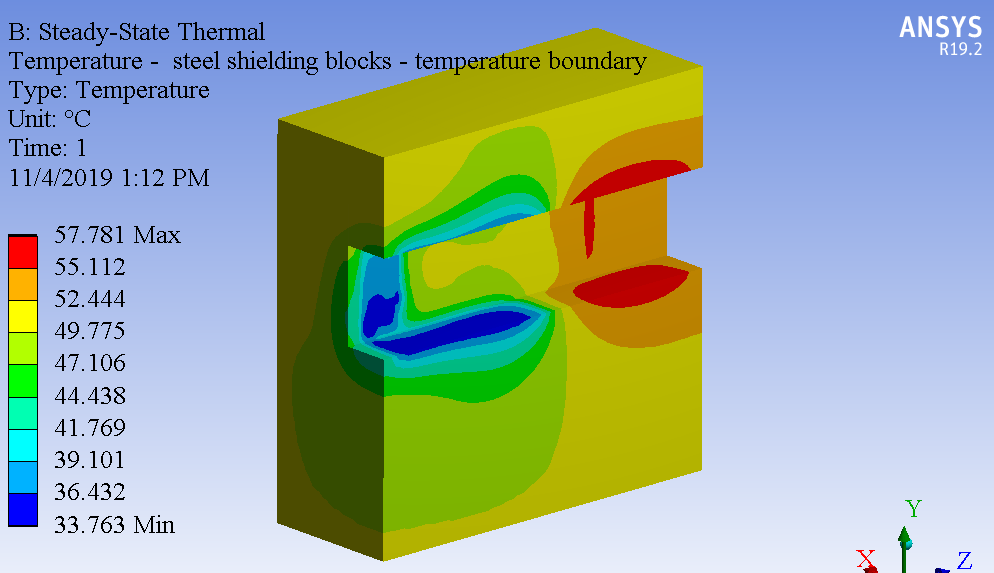 B: Steady-State Thermal
Temperature - steel shielding blocks - temperature boundary
Type: Temperature
Unit: °C
Time: 1
11/4/2019 1:12 PM
ANSYS
R19.2
57.781 Max
55.112
52.444
49.775
47.106
44.438
41.769
39.101
36.432
33.763 Min
Y
X
Z